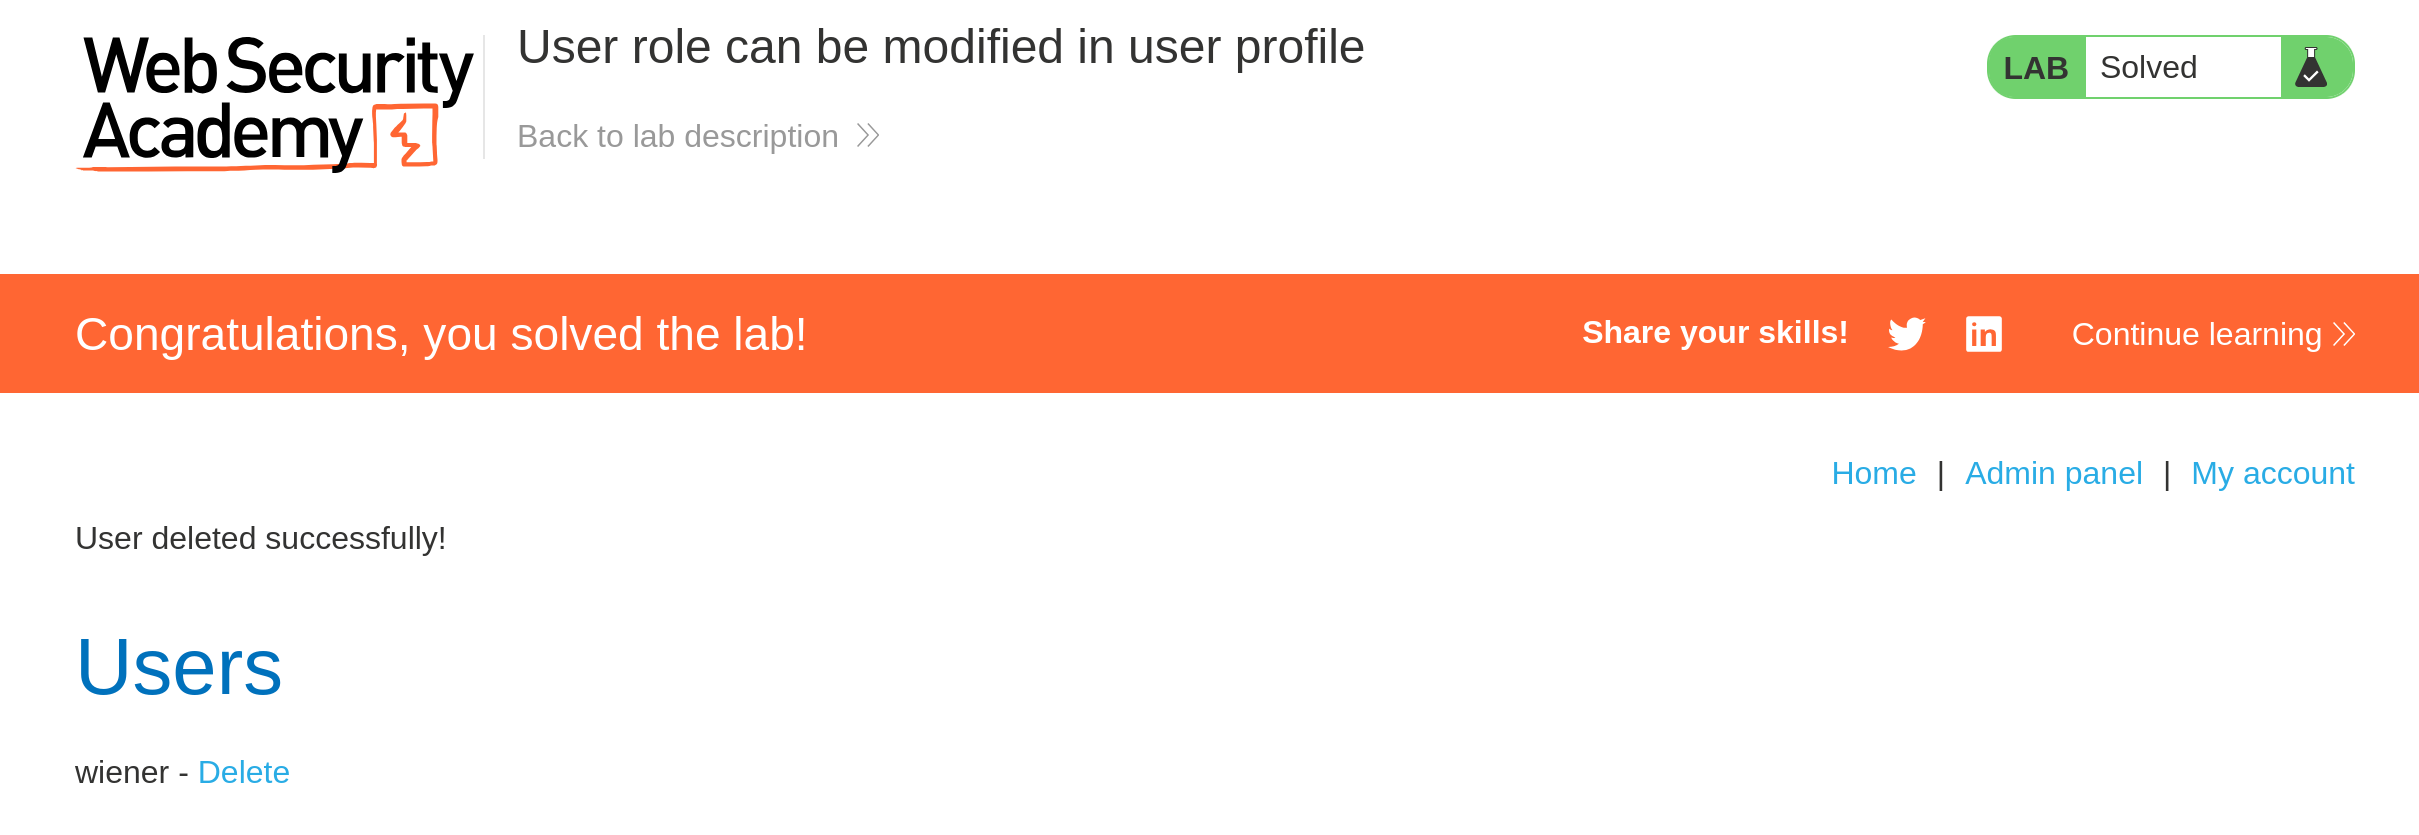 Web Security
Academy
User role can be modified in user profile
Back to lab description
LAB Solved
Congratulations, you solved the lab!
Share your skills!
Continue learning
Home | Admin panel | My account
User deleted successfully!
Users
wiener - Delete